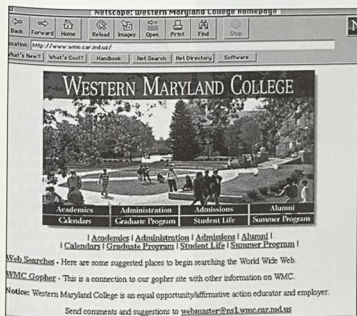 Netscape: Western Maryland College Homepage
Back Forward Home Reload Images Open Print Find Stop
ocation: http://www.wmc.car.md.us/
What's New? What's Cool? Handbook Net Search Net Directory Software
WESTERN MARYLAND COLLEGE
Academics Administration Admissions Alumni
Calendars Graduate Program Student Life Summer Program
| Academics | Administration | Admissions | Alumni |
| Calendars | Graduate Program | Student Life | Summer Program |
Web Searches - Here are some suggested places to begin searching the World Wide Web.
WMC Gopher - This is a connection to our gopher site with other information on WMC.
Notice: Western Maryland College is an equal opportunity/affirmative action educator and employer.
Send comments and suggestions to webmaster@ns1.wmc.car.md.us